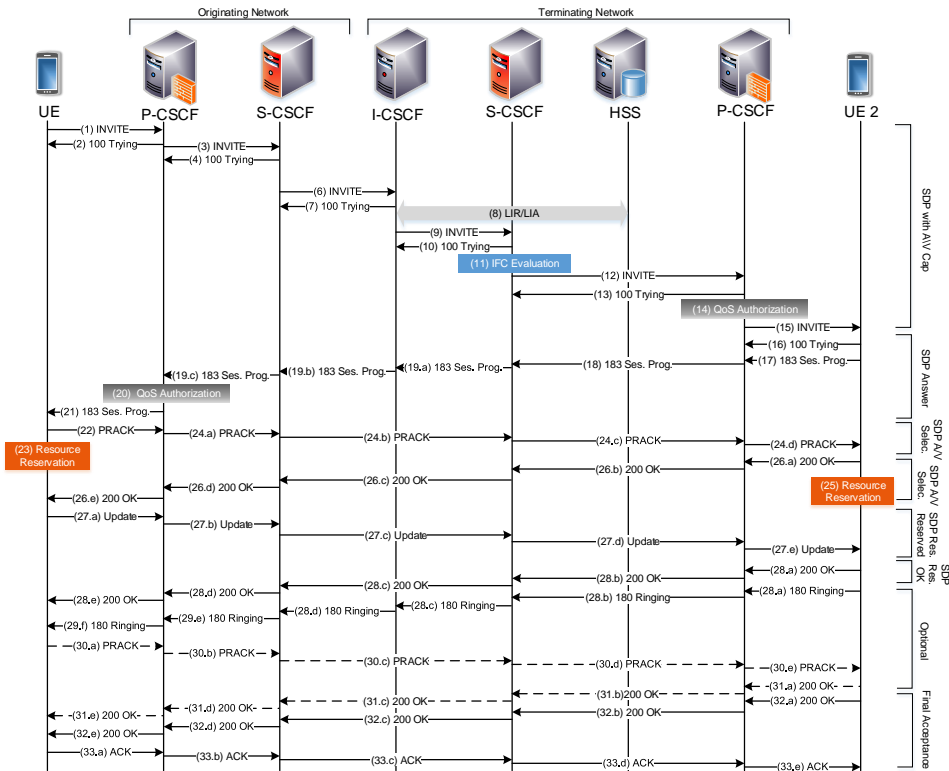 Originating Network
Terminating Network
UE
P-CSCF
S-CSCF
I-CSCF
S-CSCF
HSS
P-CSCF
UE 2
(1) INVITE
(2) 100 Trying
(3) INVITE
(4) 100 Trying
(6) INVITE
(7) 100 Trying
(8) LIR/LIA
(9) INVITE
(10) 100 Trying
(11) IFC Evaluation
(12) INVITE
(13) 100 Trying
(14) QoS Authorization
(15) INVITE
(16) 100 Trying
SDP with A\V Cap
(17) 183 Ses. Prog.
(18) 183 Ses. Prog.
(19.a) 183 Ses. Prog.
(19.b) 183 Ses. Prog.
(19.c) 183 Ses. Prog.
(20) QoS Authorization
(21) 183 Ses. Prog.
SDP Answer
(22) PRACK
(23) Resource
Reservation
(24.a) PRACK
(24.b) PRACK
(24.c) PRACK
(24.d) PRACK
SDP A/V
Selec.
(25) Resource
Reservation
(26.a) 200 OK
(26.b) 200 OK
(26.c) 200 OK
(26.d) 200 OK
(26.e) 200 OK
SDP A/V
Selec.
(27.a) Update
(27.b) Update
(27.c) Update
(27.d) Update
(27.e) Update
SDP Res.
Reserved
(28.a) 200 OK
(28.b) 200 OK
(28.c) 200 OK
(28.d) 200 OK
(28.e) 200 OK
SDP
Res.
OK
(28.a) 180 Ringing
(28.b) 180 Ringing
(28.c) 180 Ringing
(28.d) 180 Ringing
(29.e) 180 Ringing
(29.f) 180 Ringing
(30.a) PRACK
(30.b) PRACK
(30.c) PRACK
(30.d) PRACK
(30.e) PRACK
Optional
(31.a) 200 OK
(31.b)200 OK
(31.c) 200 OK
(31.d) 200 OK
(31.e) 200 OK
(32.a) 200 OK
(32.b) 200 OK
(32.c) 200 OK
(32.d) 200 OK
(32.e) 200 OK
(33.a) ACK
(33.b) ACK
(33.c) ACK
(33.d) ACK
(33.e) ACK
Final Acceptance